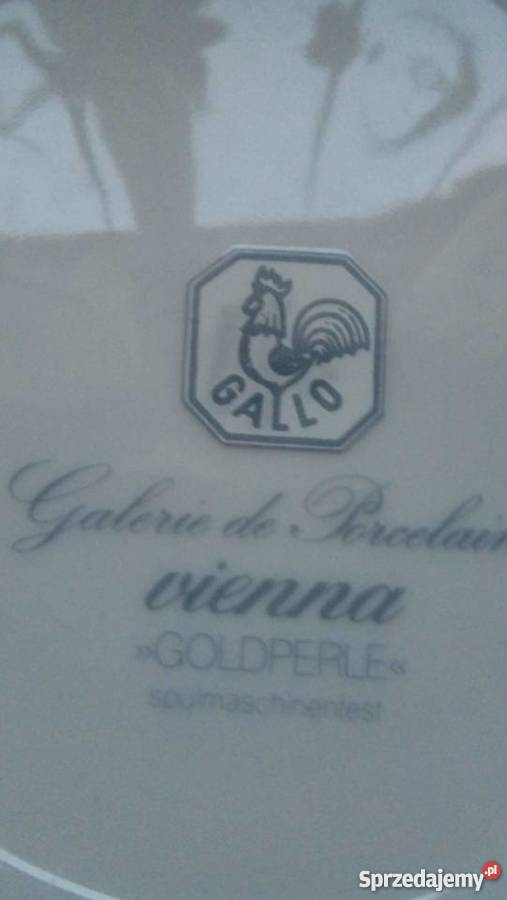 GALLO
Galerie de Porcelain
vienna
»GOLDPERLE«
spülmaschinenfest
Sprzedajemy.pl